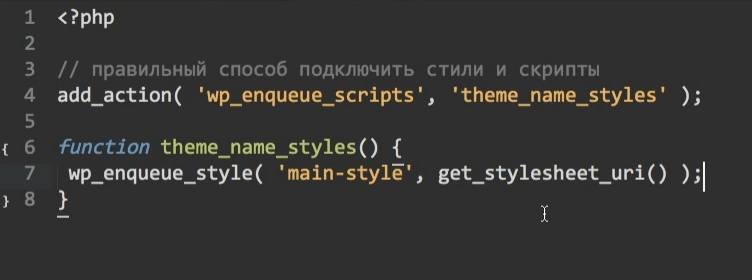 1 <?php
2
3 // правильный способ подключить стили и скрипты
4 add_action( 'wp_enqueue_scripts', 'theme_name_styles' );
5
{ 6 function theme_name_styles() {
7 wp_enqueue_style( 'main-style', get_stylesheet_uri() );
} 8 }